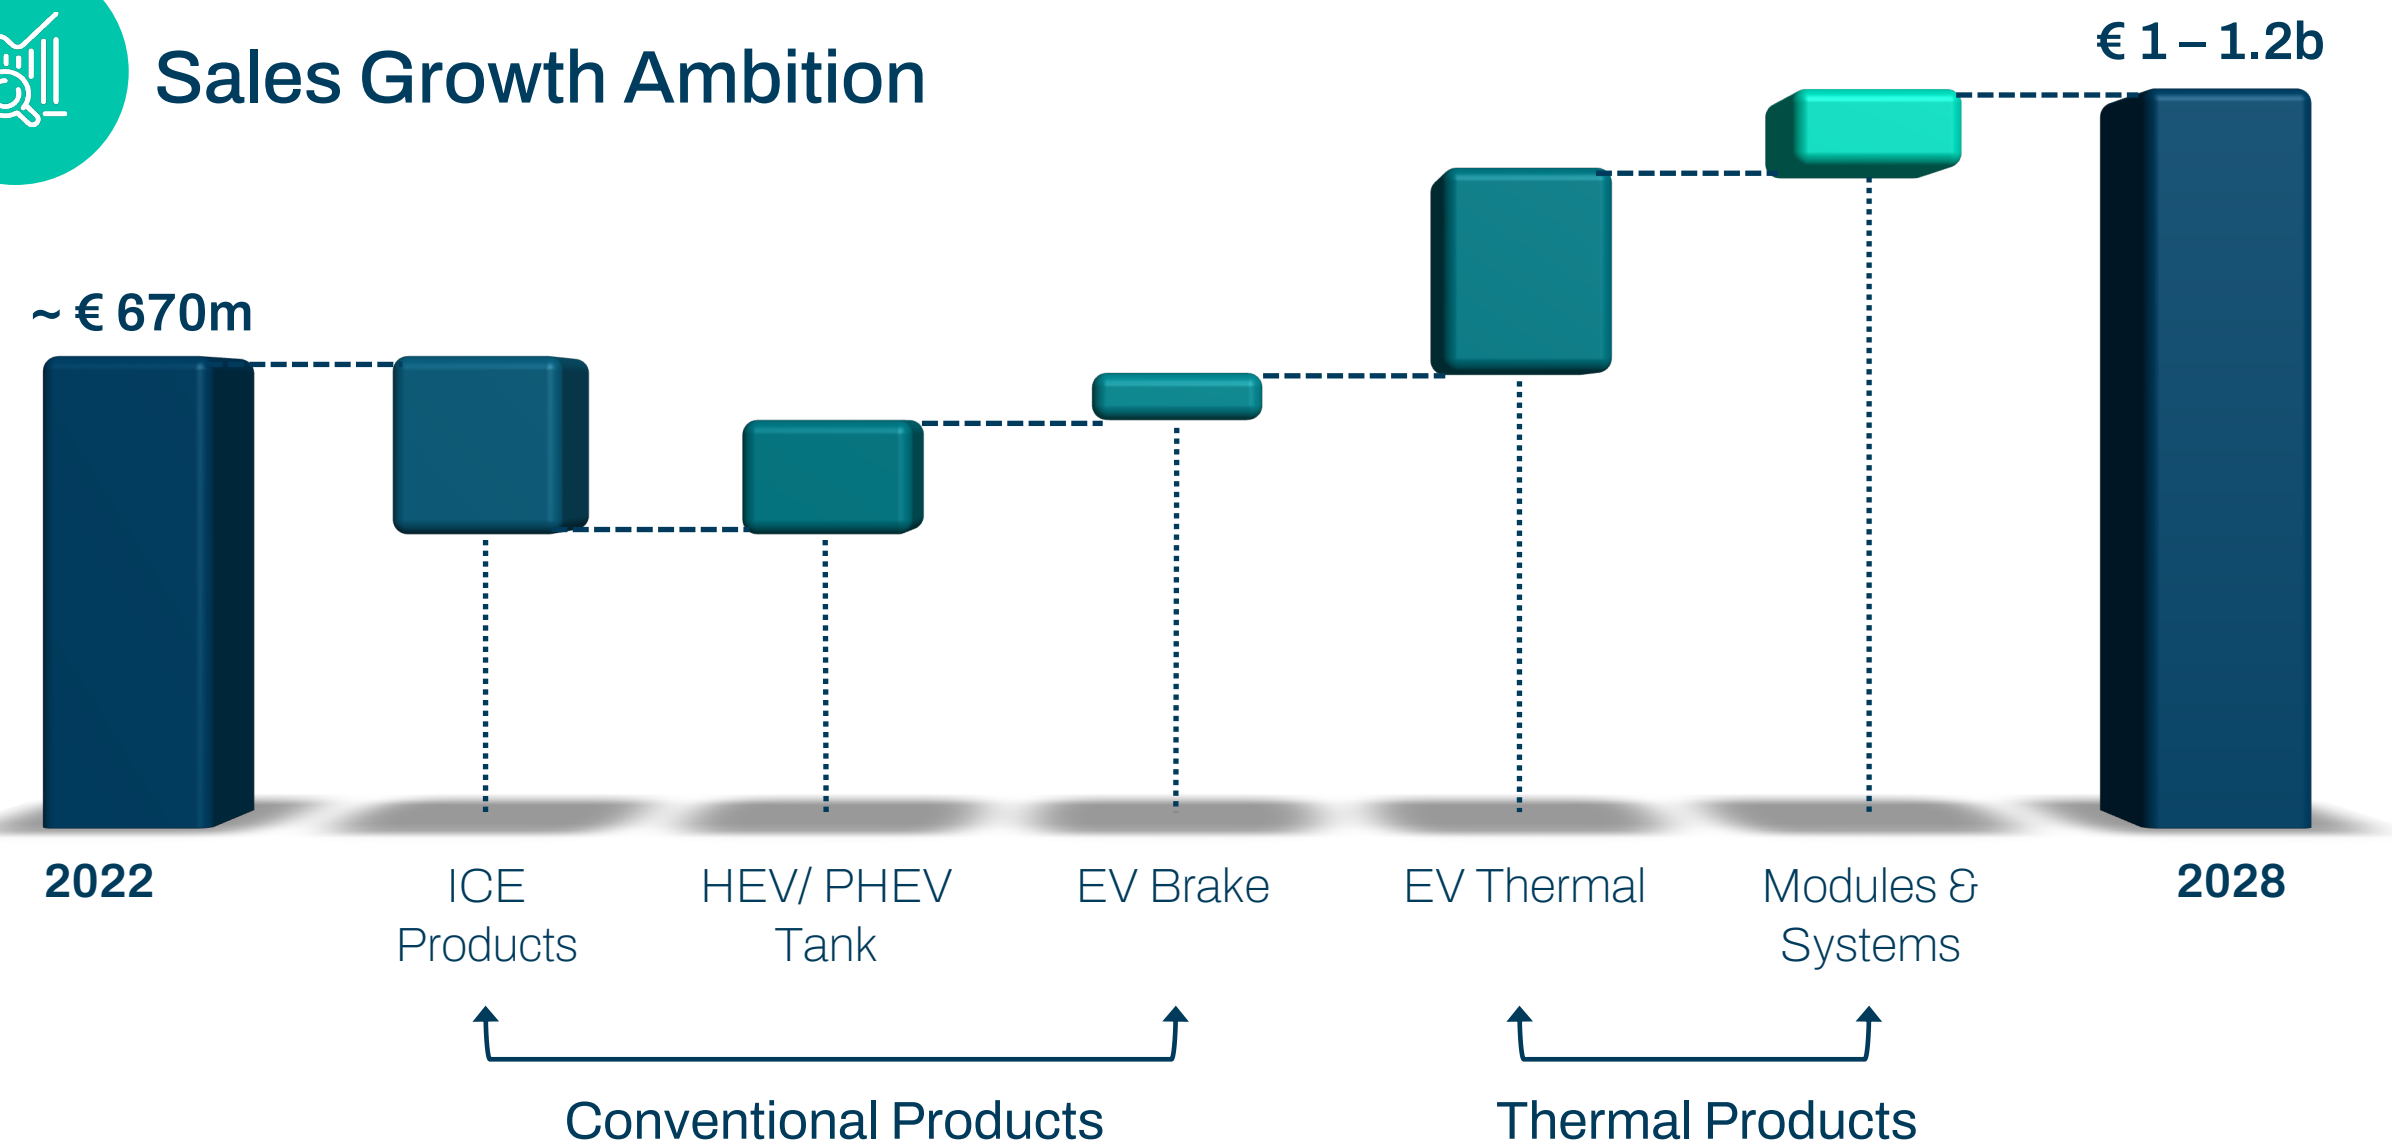 Sales Growth Ambition
€ 1 – 1.2b
~ € 670m
2022
ICE
Products
HEV/ PHEV
Tank
EV Brake
EV Thermal
Modules &
Systems
2028
Conventional Products
Thermal Products